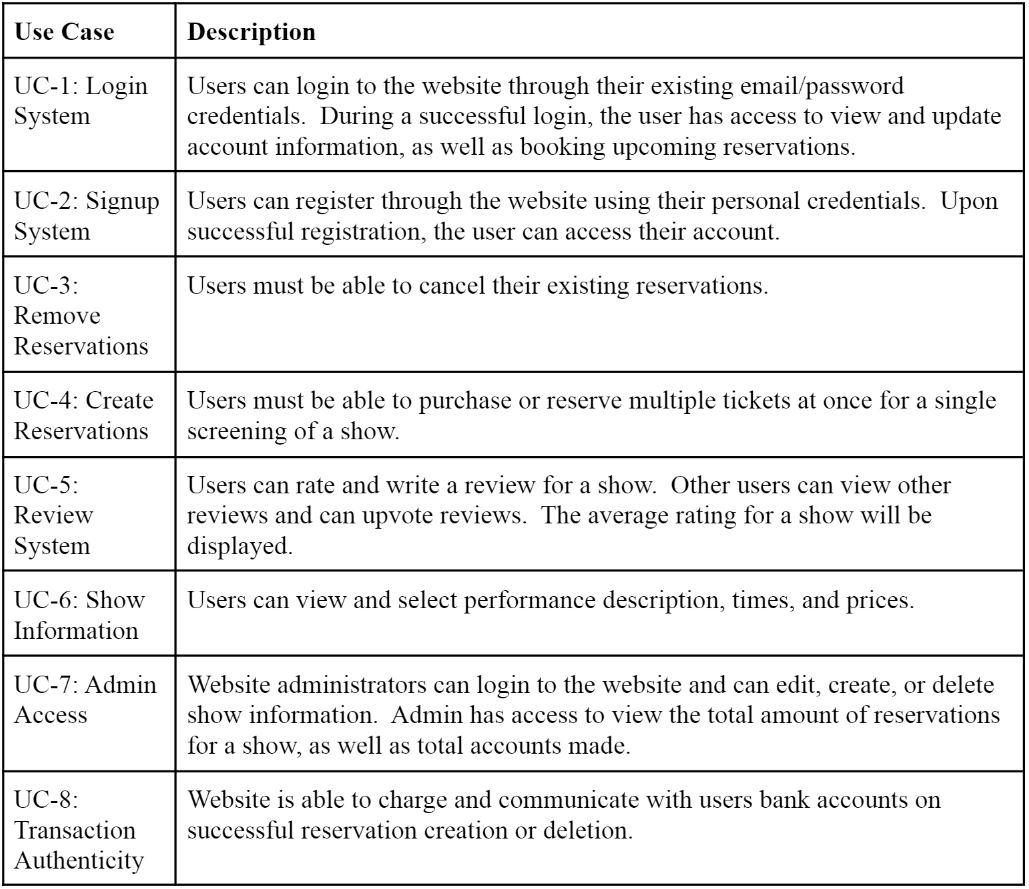 Use Case
Description
UC-1: Login
System
Users can login to the website through their existing email/password
credentials.  During a successful login, the user has access to view and update
account information, as well as booking upcoming reservations.
UC-2: Signup
System
Users can register through the website using their personal credentials.  Upon
successful registration, the user can access their account.
UC-3:
Remove
Reservations
Users must be able to cancel their existing reservations.
UC-4: Create
Reservations
Users must be able to purchase or reserve multiple tickets at once for a single
screening of a show.
UC-5:
Review
System
Users can rate and write a review for a show.  Other users can view other
reviews and can upvote reviews.  The average rating for a show will be
displayed.
UC-6: Show
Information
Users can view and select performance description, times, and prices.
UC-7: Admin
Access
Website administrators can login to the website and can edit, create, or delete
show information.  Admin has access to view the total amount of reservations
for a show, as well as total accounts made.
UC-8:
Transaction
Authenticity
Website is able to charge and communicate with users bank accounts on
successful reservation creation or deletion.